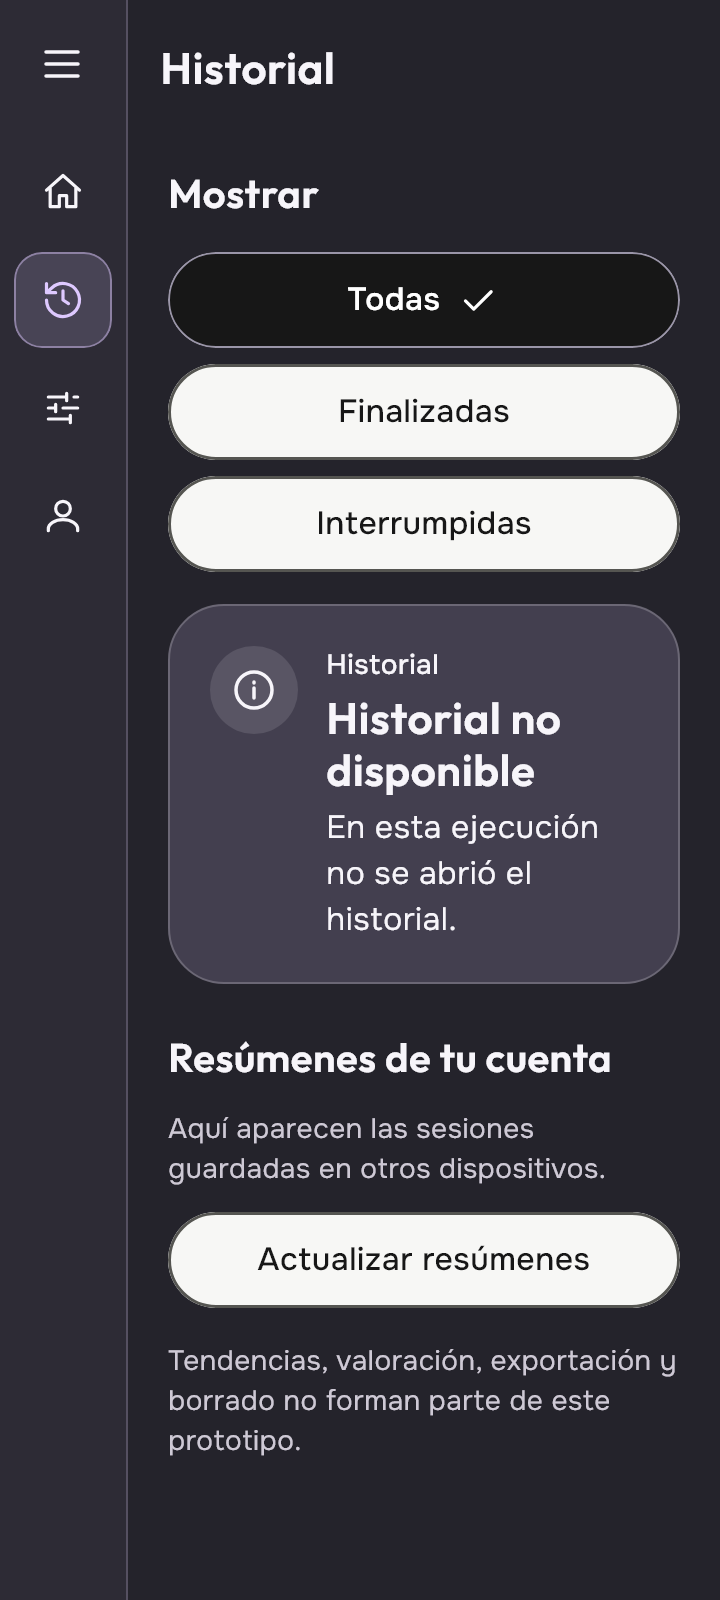 Historial
Mostrar
Todas
Finalizadas
Interrumpidas
Historial
Historial no
disponible
En esta ejecución
no se abrió el
historial.
Resúmenes de tu cuenta
Aquí aparecen las sesiones
guardadas en otros dispositivos.
Actualizar resúmenes
Tendencias, valoración, exportación y
borrado no forman parte de este
prototipo.